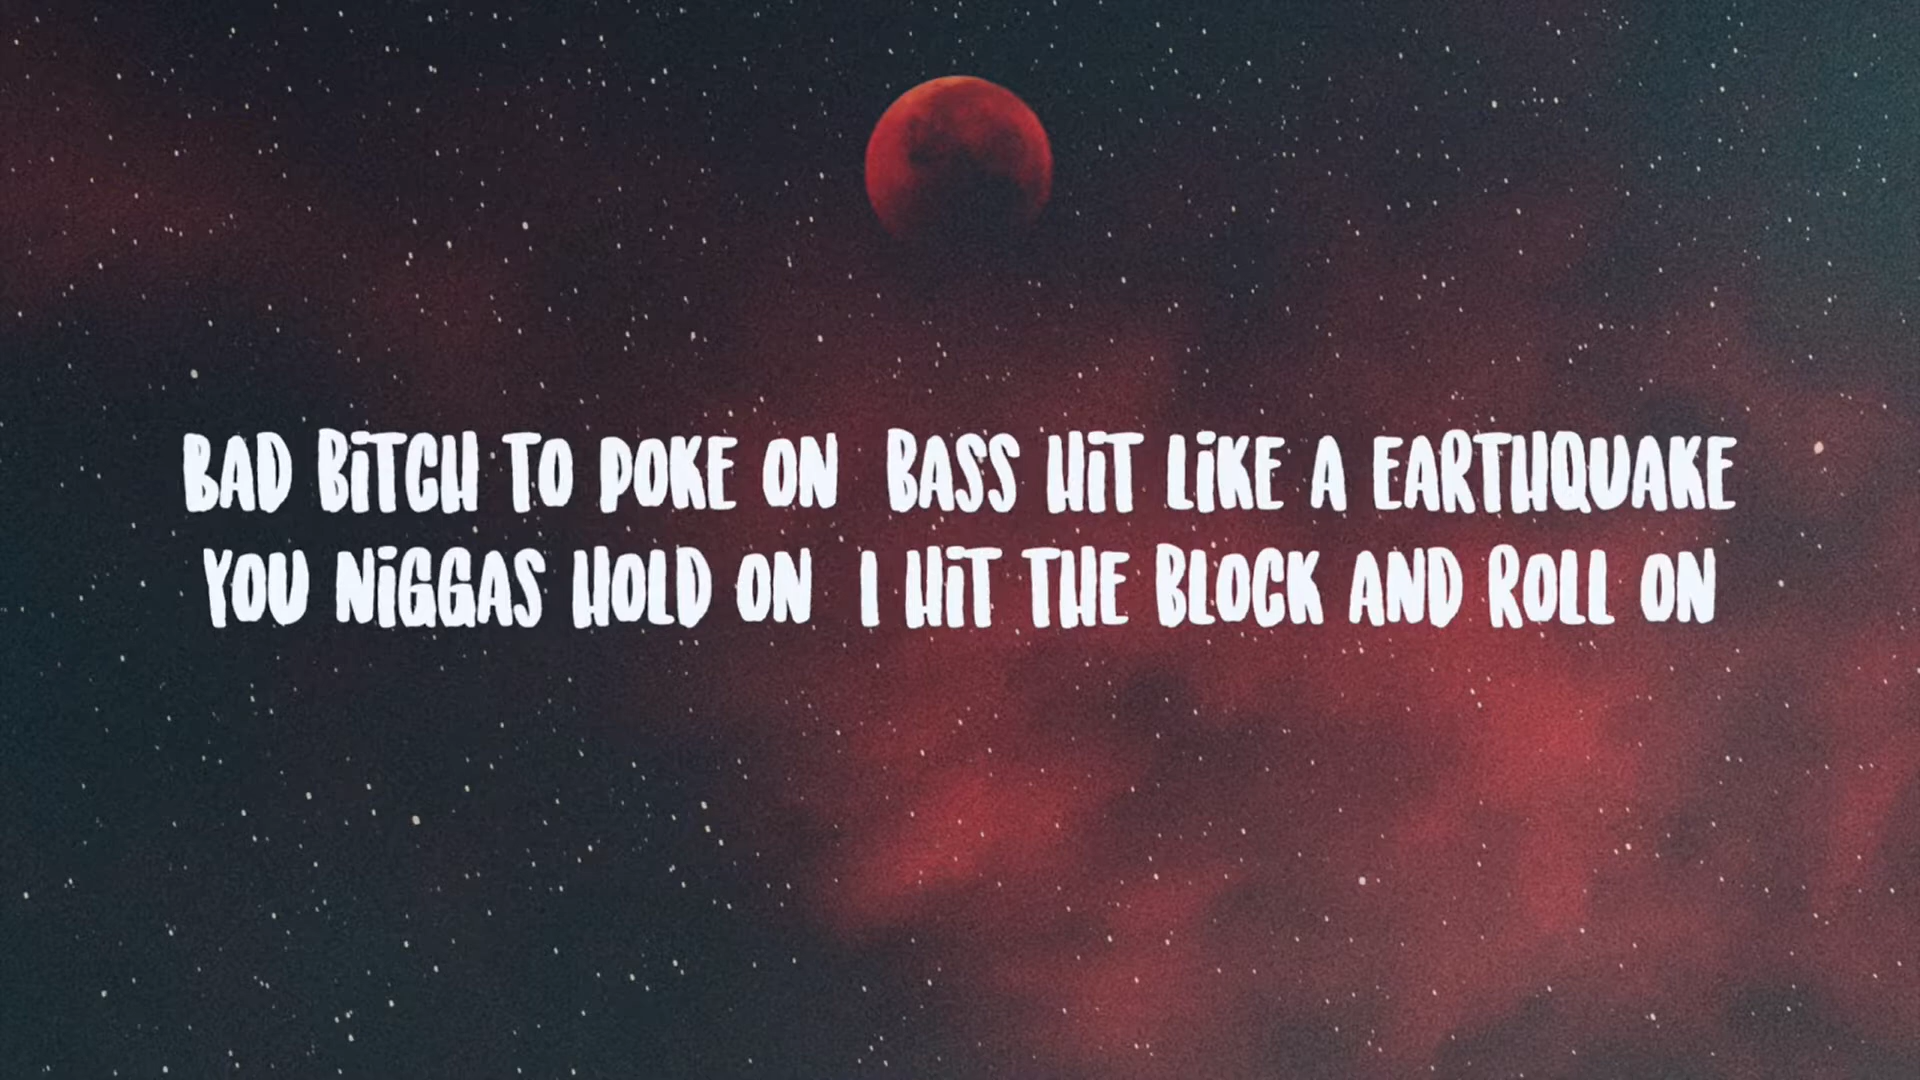 BAD BITCH TO POKE ON BASS HIT LIKE A EARTHQUAKE
YOU NIGGAS HOLD ON I HIT THE BLOCK AND ROLL ON